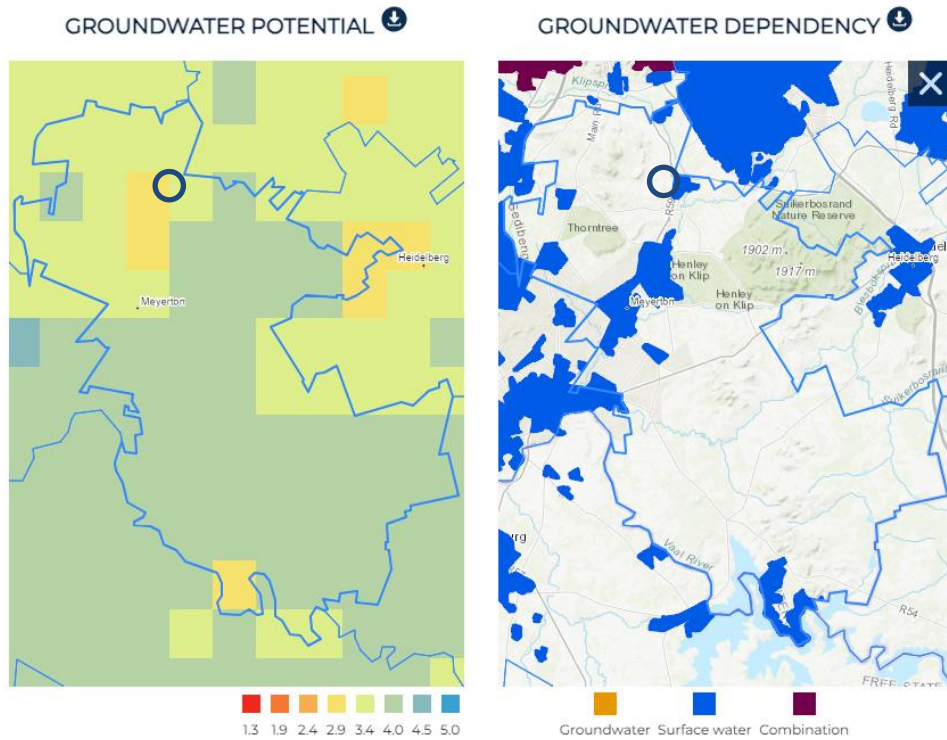 GROUNDWATER POTENTIAL
Heidelberg
Meyerton
1.3 1.9 2.4 2.9 3.4 4.0 4.5 5.0
GROUNDWATER DEPENDENCY
Main Rd
Heidelberg Rd
R59
Suikerbosrand
Nature Reserve
Thorntree
1902 m
1917 m
Henley
on Klip
Henley
on Klip
Heidelberg
Meyerton
Vaal River
R54
FREE STATE
Groundwater Surface water Combination